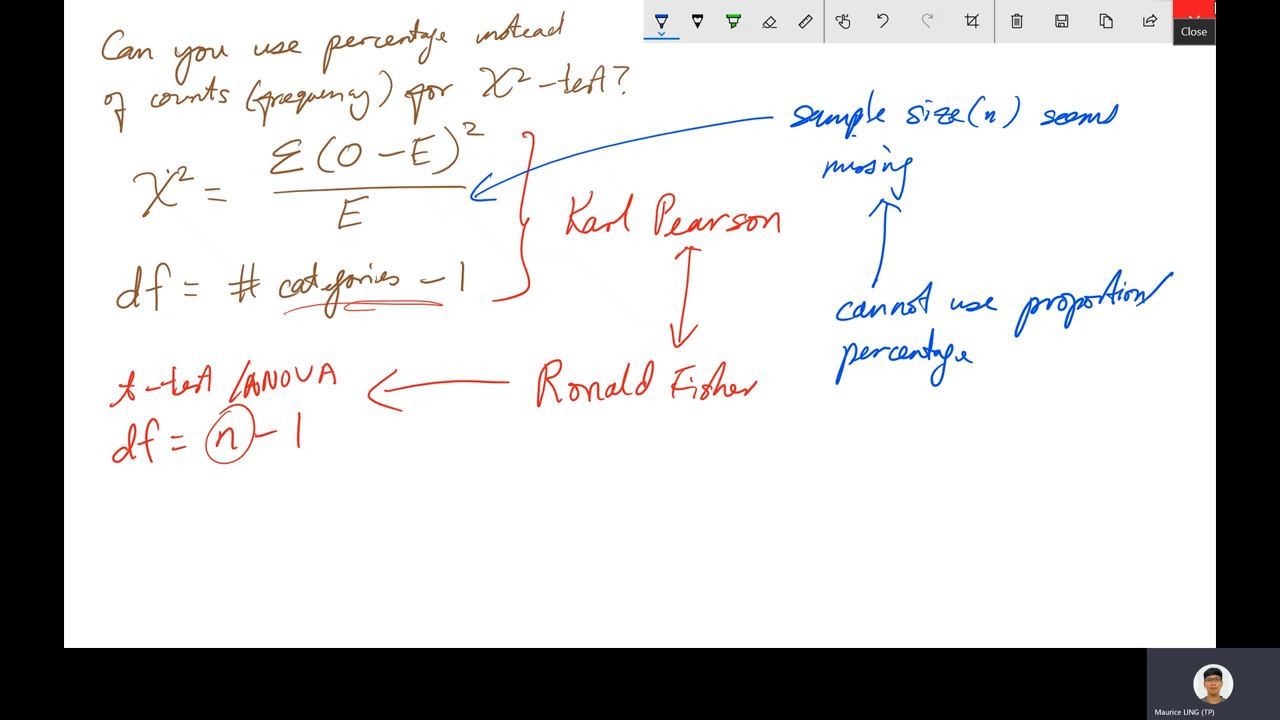 Can you use percentage instead
of counts (frequency) for χ²-test?
χ² = Σ(O - E)² / E
df = # categories - 1
Karl Pearson
Ronald Fisher
t-test /ANOVA
df = n - 1
sample size(n) seems
missing
cannot use proportion/
percentage
Close
Maurice LING (TP)